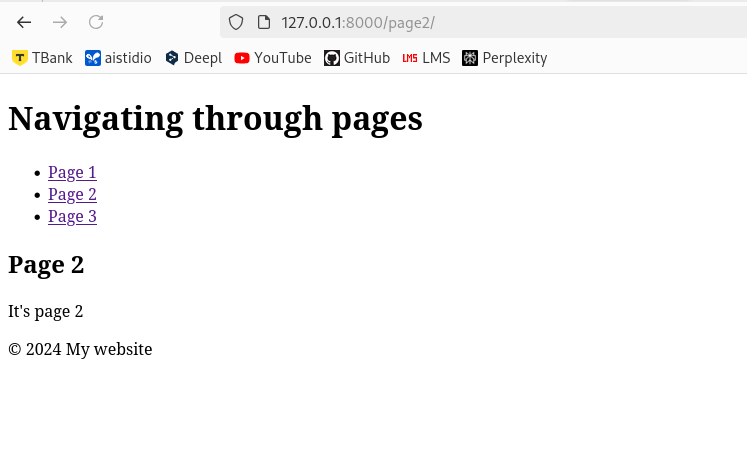 127.0.0.1:8000/page2/
TBank aistidio Deepl YouTube GitHub LMS LMS Perplexity
Navigating through pages
Page 1
Page 2
Page 3
Page 2
It's page 2
© 2024 My website